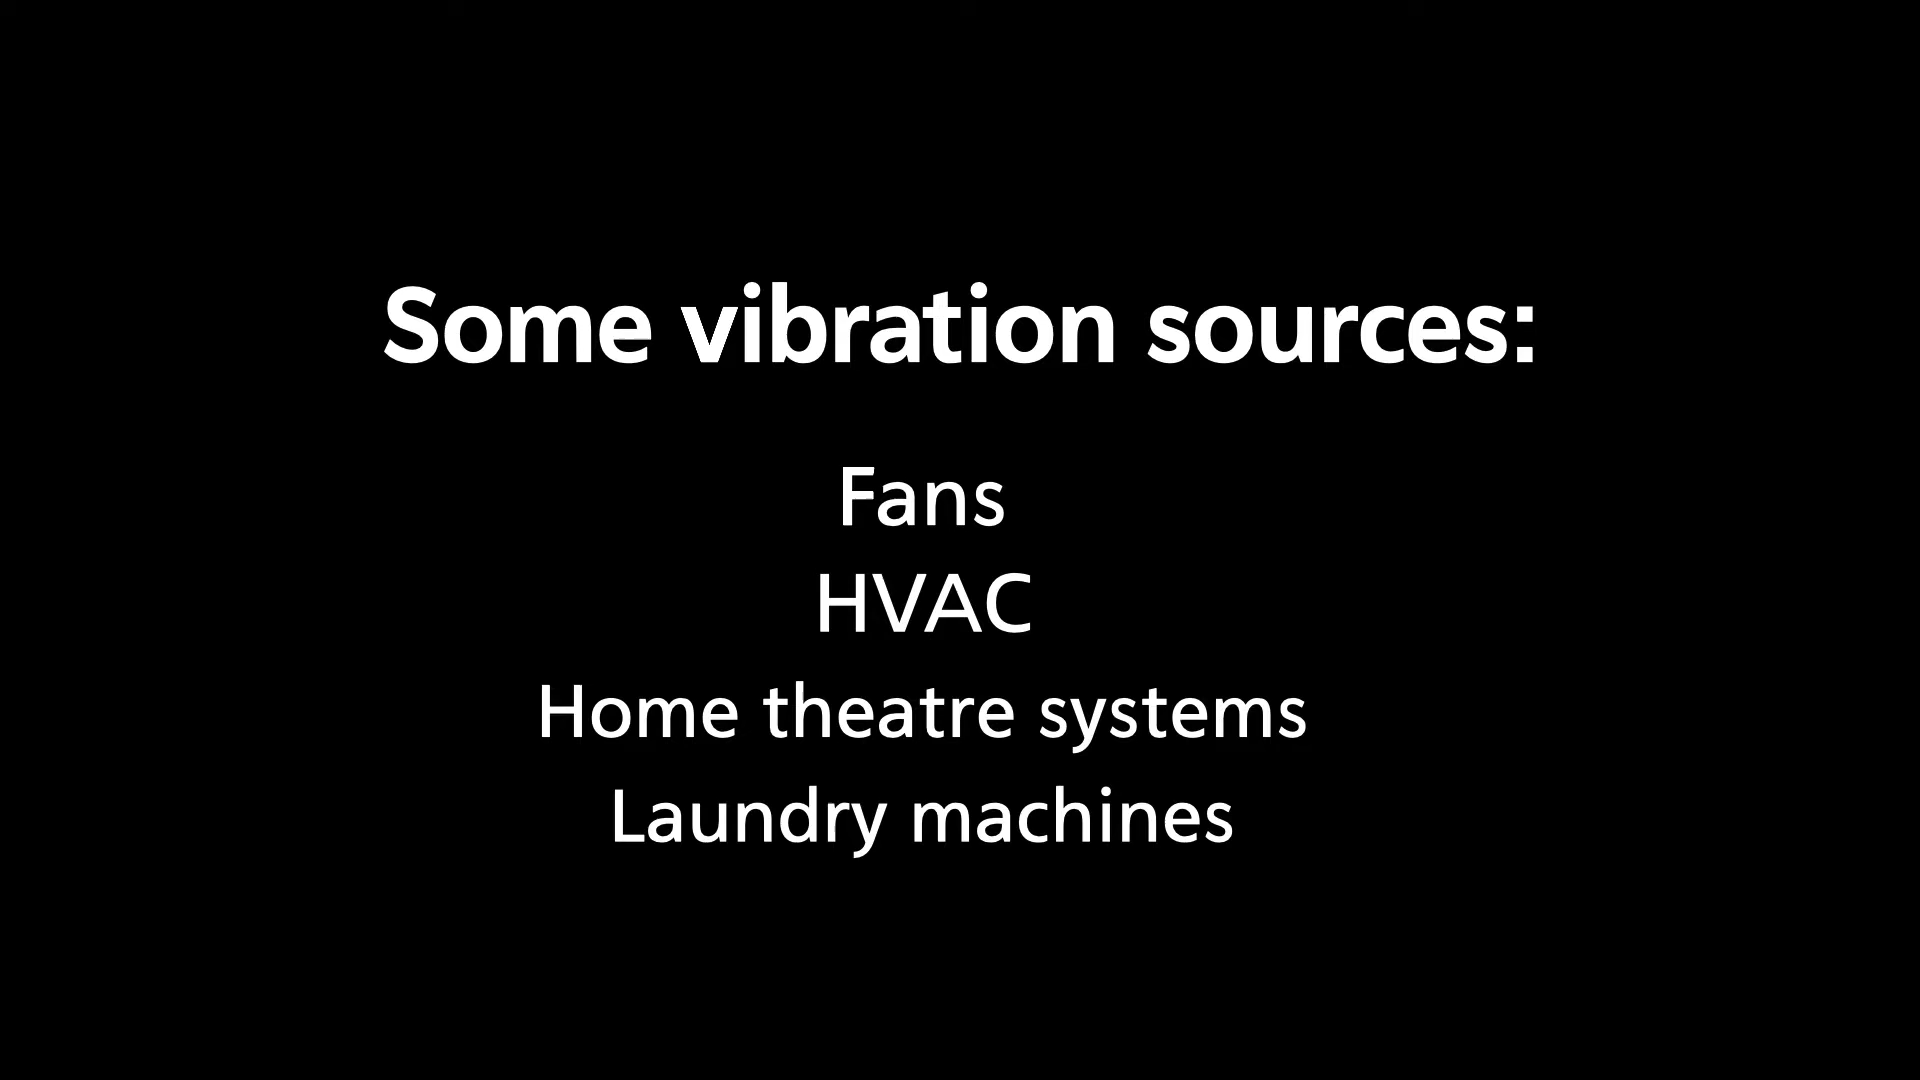 Some vibration sources:
Fans
HVAC
Home theatre systems
Laundry machines